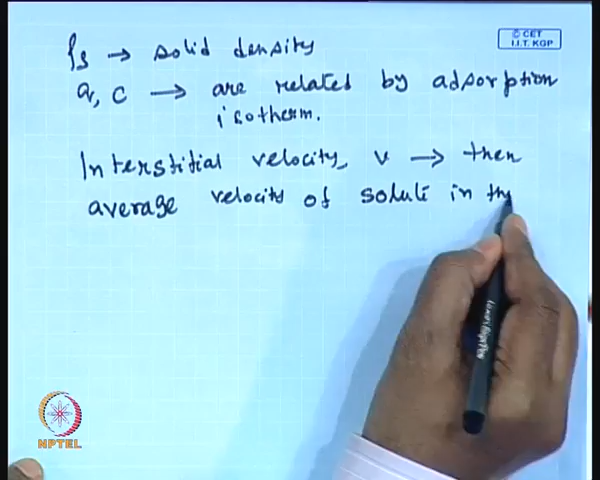 ρs → solid density
© CET
I.I.T. KGP
q, c → are related by adsorption
isotherm.
Interstitial velocity, v → then
average velocity of solute in th
NPTEL